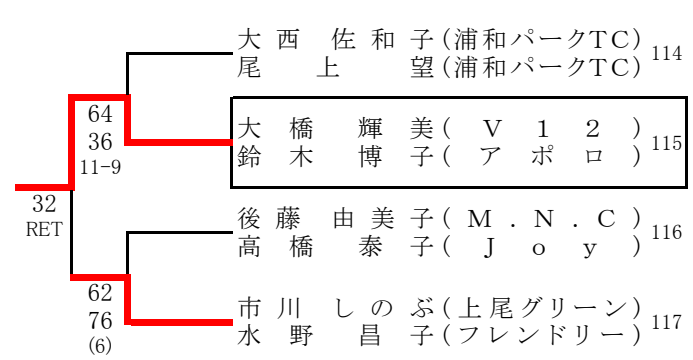 大西 佐和子(浦和パークTC) 114
尾上 望(浦和パークTC)
64
36
11-9
大橋 輝美(V12) 115
鈴木 博子(アポロ)
32
RET
後藤 由美子(M.N.C) 116
高橋 泰子(Joy)
62
76
(6)
市川 しのぶ(上尾グリーン) 117
水野 昌子(フレンドリー)